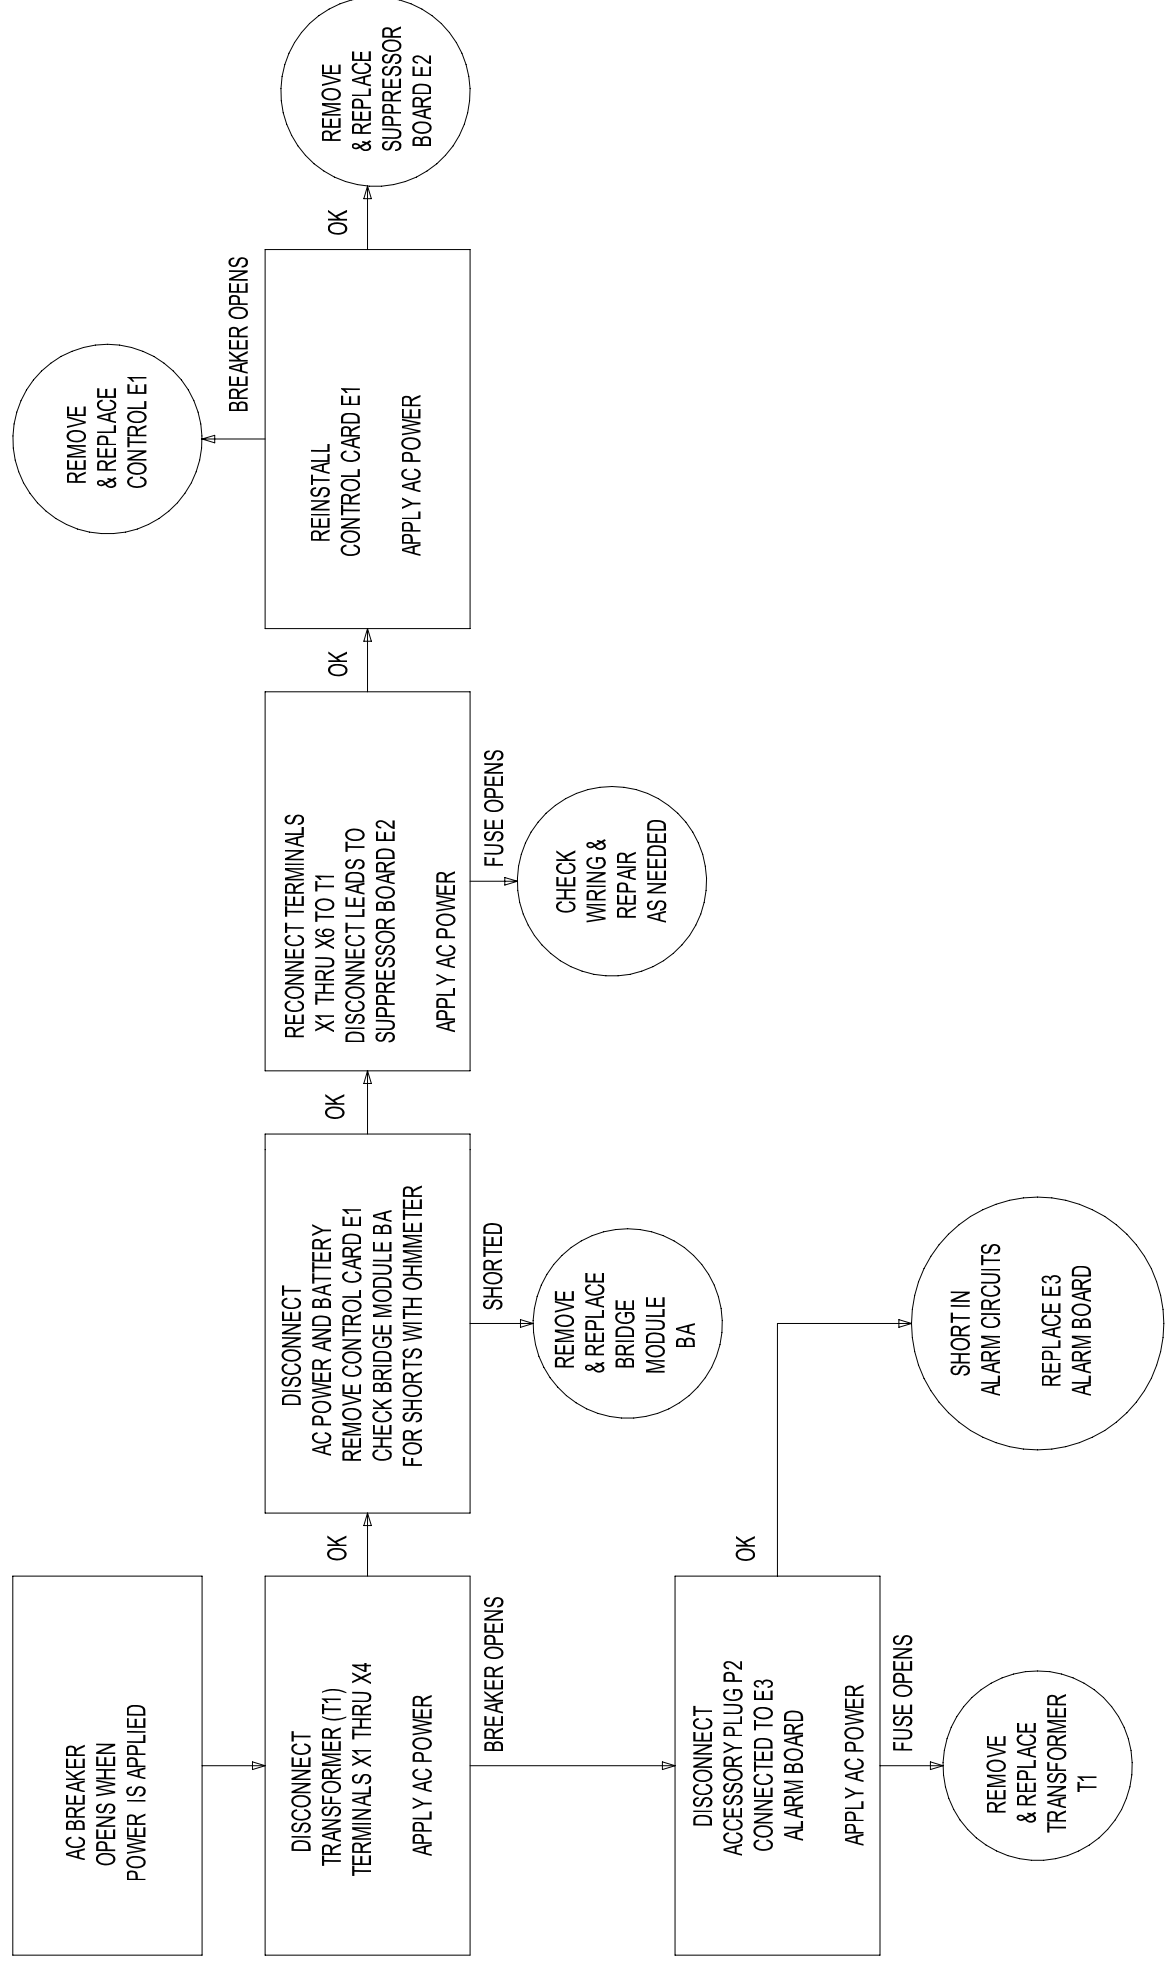 AC BREAKER
OPENS WHEN
POWER IS APPLIED
DISCONNECT
TRANSFORMER (T1)
TERMINALS X1 THRU X4
APPLY AC POWER
OK
BREAKER OPENS
DISCONNECT
AC POWER AND BATTERY
REMOVE CONTROL CARD E1
CHECK BRIDGE MODULE BA
FOR SHORTS WITH OHMMETER
OK
SHORTED
REMOVE
& REPLACE
BRIDGE
MODULE
BA
RECONNECT TERMINALS
X1 THRU X6 TO T1
DISCONNECT LEADS TO
SUPPRESSOR BOARD E2
APPLY AC POWER
OK
FUSE OPENS
CHECK
WIRING &
REPAIR
AS NEEDED
REINSTALL
CONTROL CARD E1
APPLY AC POWER
BREAKER OPENS
REMOVE
& REPLACE
CONTROL E1
OK
REMOVE
& REPLACE
SUPPRESSOR
BOARD E2
DISCONNECT
ACCESSORY PLUG P2
CONNECTED TO E3
ALARM BOARD
APPLY AC POWER
OK
SHORT IN
ALARM CIRCUITS
REPLACE E3
ALARM BOARD
FUSE OPENS
REMOVE
& REPLACE
TRANSFORMER
T1